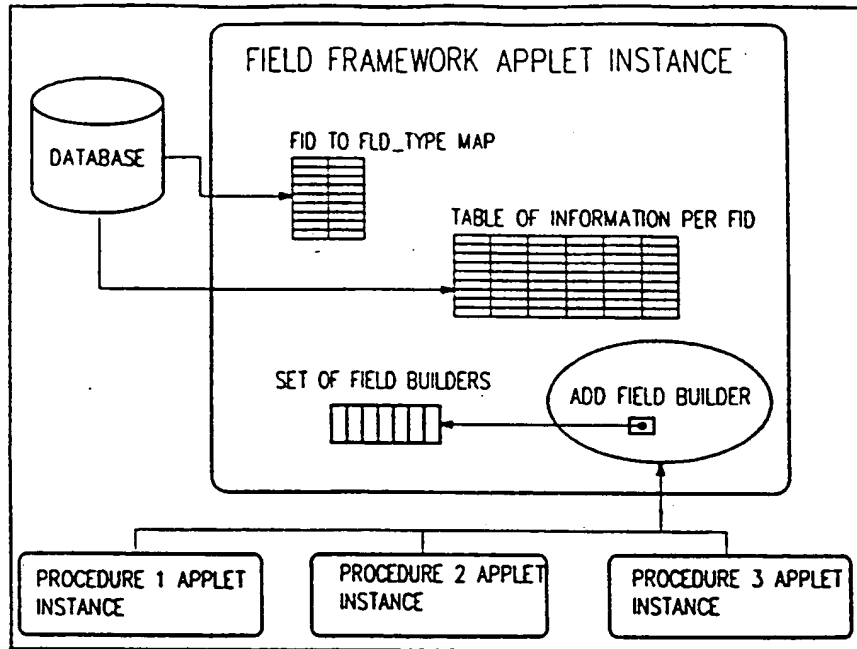 FIELD FRAMEWORK APPLET INSTANCE
DATABASE
FID TO FLD_TYPE MAP
TABLE OF INFORMATION PER FID
SET OF FIELD BUILDERS
ADD FIELD BUILDER
PROCEDURE 1 APPLET
INSTANCE
PROCEDURE 2 APPLET
INSTANCE
PROCEDURE 3 APPLET
INSTANCE